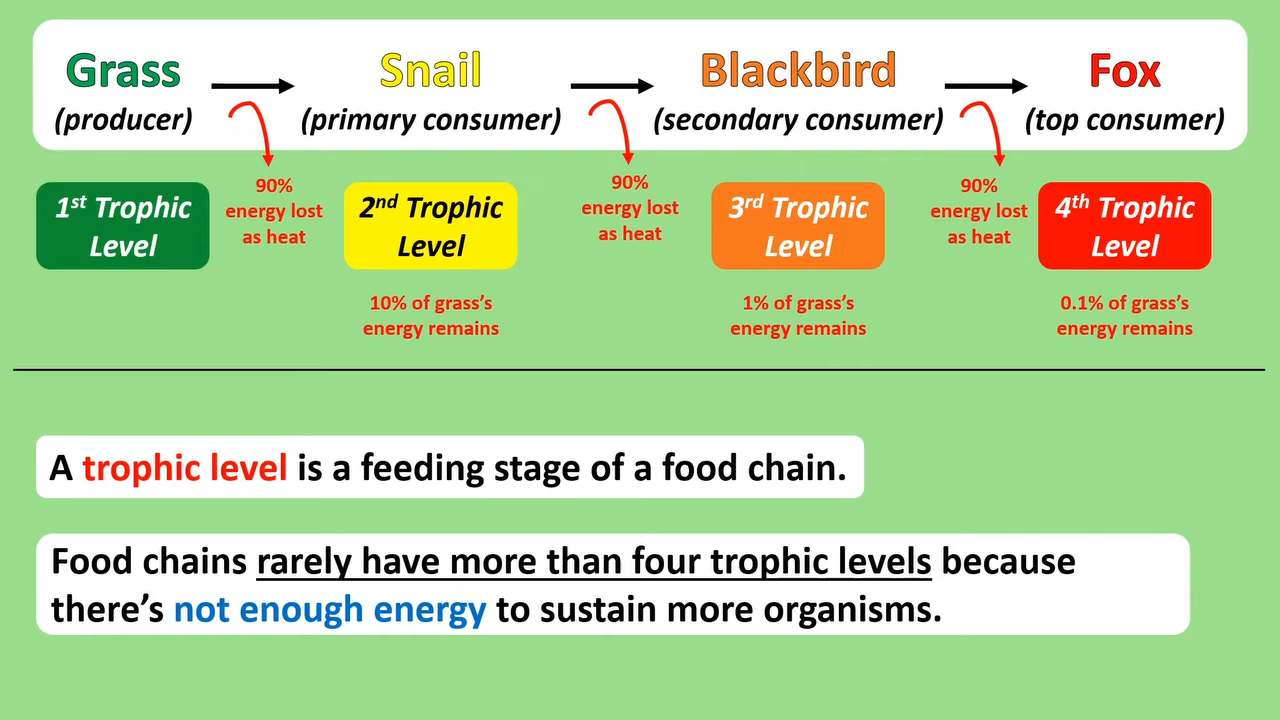 Grass Snail Blackbird Fox
(producer) (primary consumer) (secondary consumer) (top consumer)
90%
energy lost
as heat
90%
energy lost
as heat
90%
energy lost
as heat
1st Trophic
Level
2nd Trophic
Level
3rd Trophic
Level
4th Trophic
Level
10% of grass’s
energy remains
1% of grass’s
energy remains
0.1% of grass’s
energy remains
A trophic level is a feeding stage of a food chain.
Food chains rarely have more than four trophic levels because
there’s not enough energy to sustain more organisms.